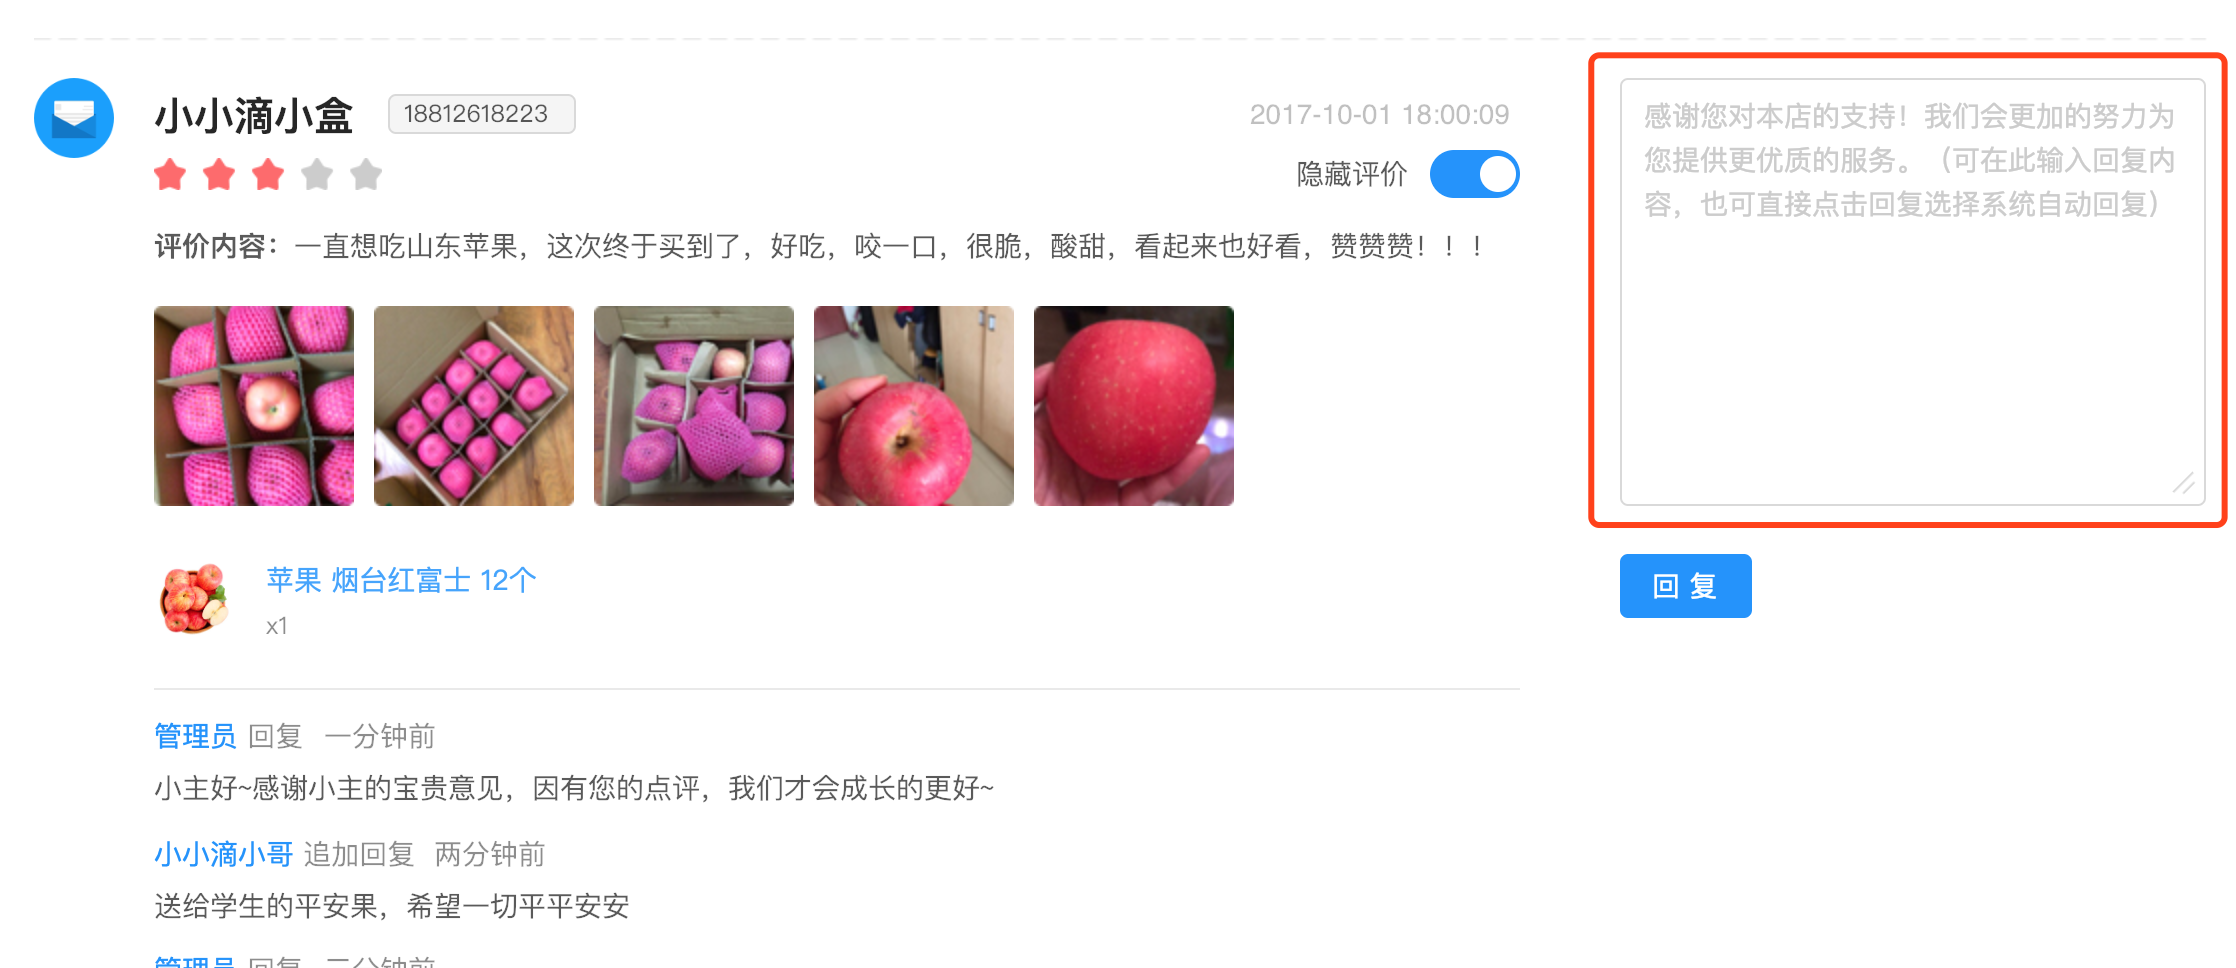 小小滴小盒 18812618223
2017-10-01 18:00:09
隐藏评价
评价内容：一直想吃山东苹果，这次终于买到了，好吃，咬一口，很脆，酸甜，看起来也好看，赞赞赞！！！
苹果 烟台红富士 12个
x1
管理员 回复 一分钟前
小主好~感谢小主的宝贵意见，因有您的点评，我们才会成长的更好~
小小滴小哥 追加回复 两分钟前
送给学生的平安果，希望一切平平安安
管理员 回复 三分钟前
感谢您对本店的支持！我们会更加的努力为
您提供更优质的服务。（可在此输入回复内
容，也可直接点击回复选择系统自动回复）
回 复